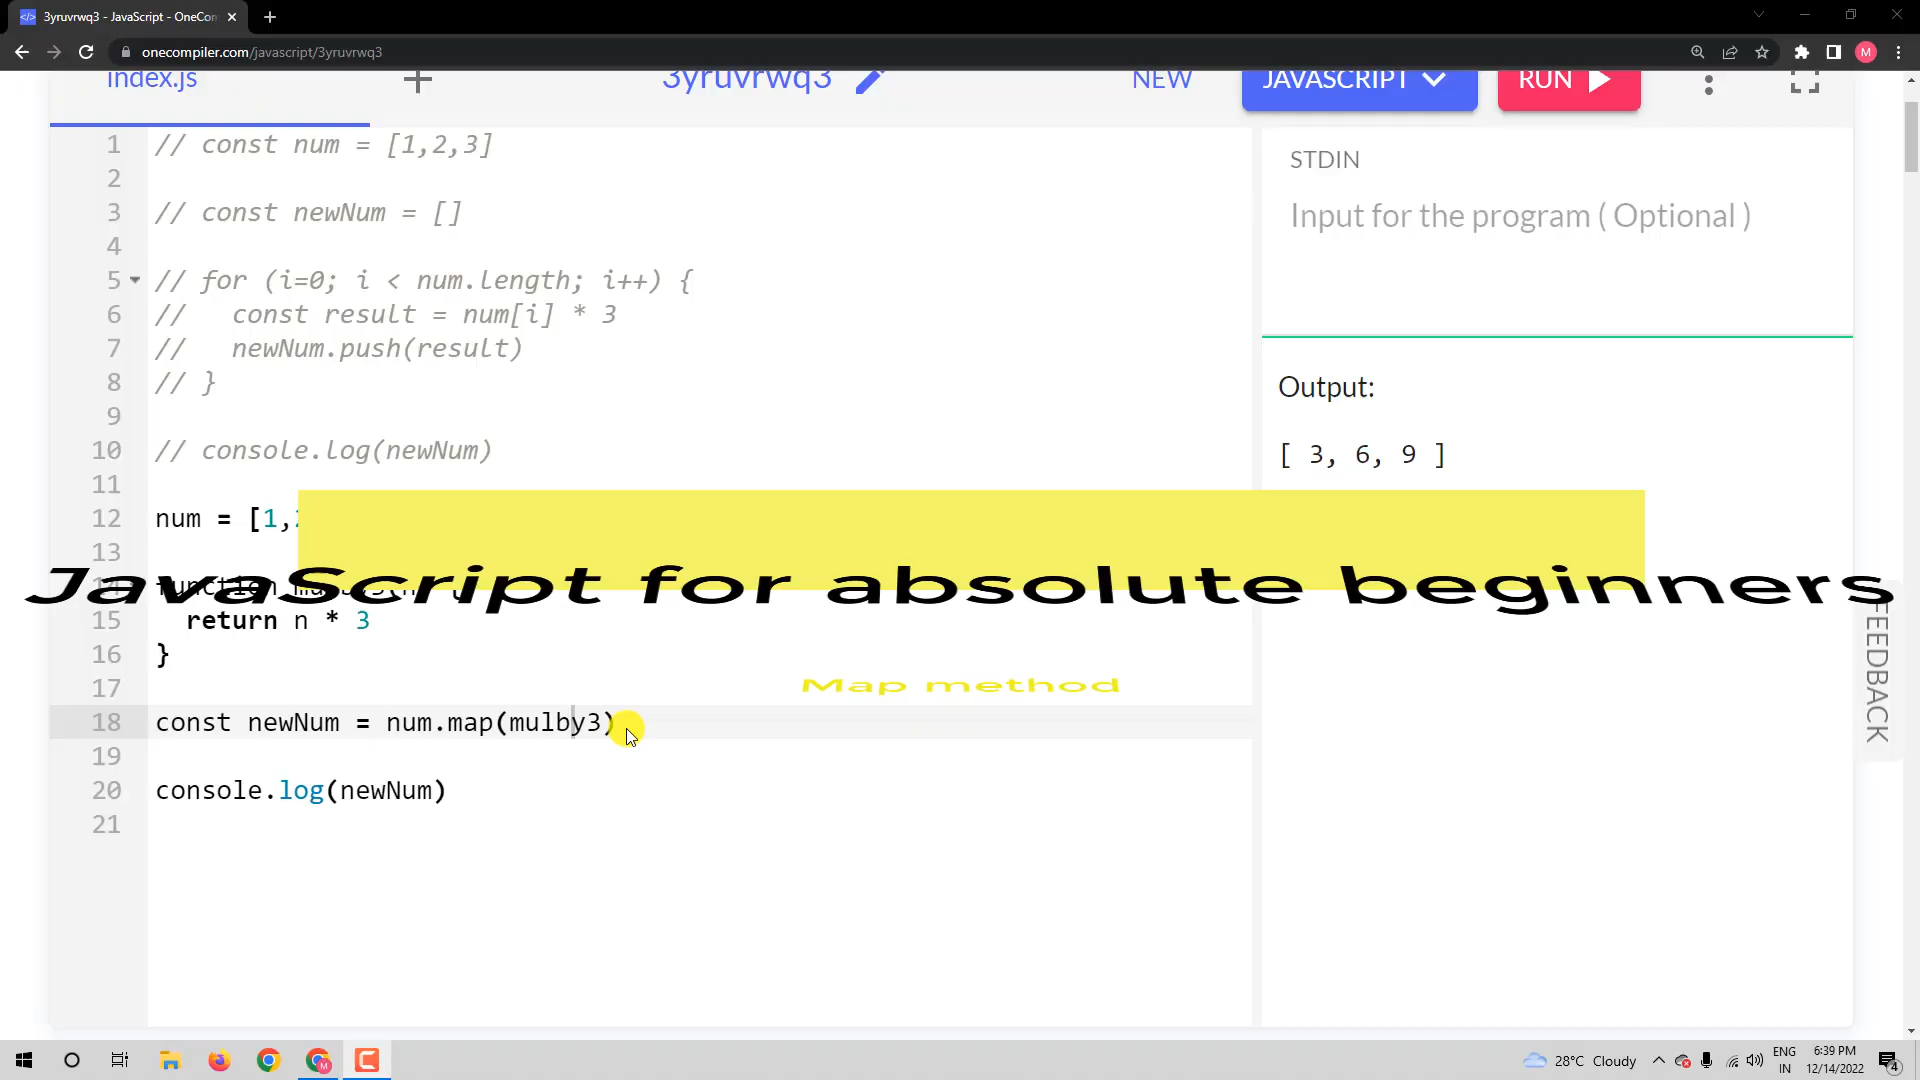 3yruvrwq3 - JavaScript - OneCom
onecompiler.com/javascript/3yruvrwq3
M
index.js
3yruvrwq3
NEW
JAVASCRIPT
RUN
1 // const num = [1,2,3]
2
3 // const newNum = []
4
5 // for (i=0; i < num.length; i++) {
6 //   const result = num[i] * 3
7 //   newNum.push(result)
8 // }
9
10 // console.log(newNum)
11
12 num = [1,
13
15   return n * 3
16 }
17
18 const newNum = num.map(mulby3)
19
20 console.log(newNum)
21
STDIN
Input for the program ( Optional )
Output:
[ 3, 6, 9 ]
JavaScript for absolute beginners
Map method
FEEDBACK
28°C Cloudy
ENG
IN
6:39 PM
12/14/2022
4